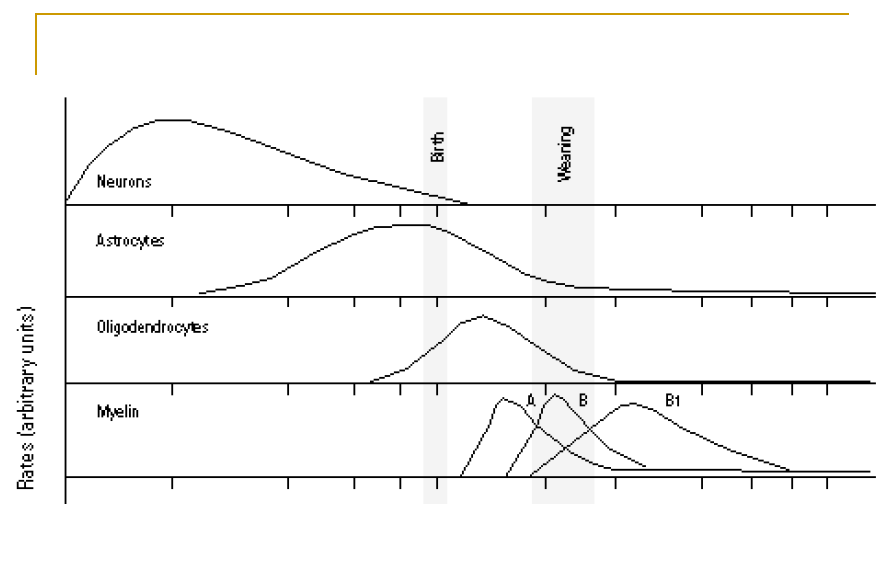 Birth
Weaning
Neurons
Astrocytes
Oligodendrocytes
Myelin
A
B
B1
Rates (arbitrary units)